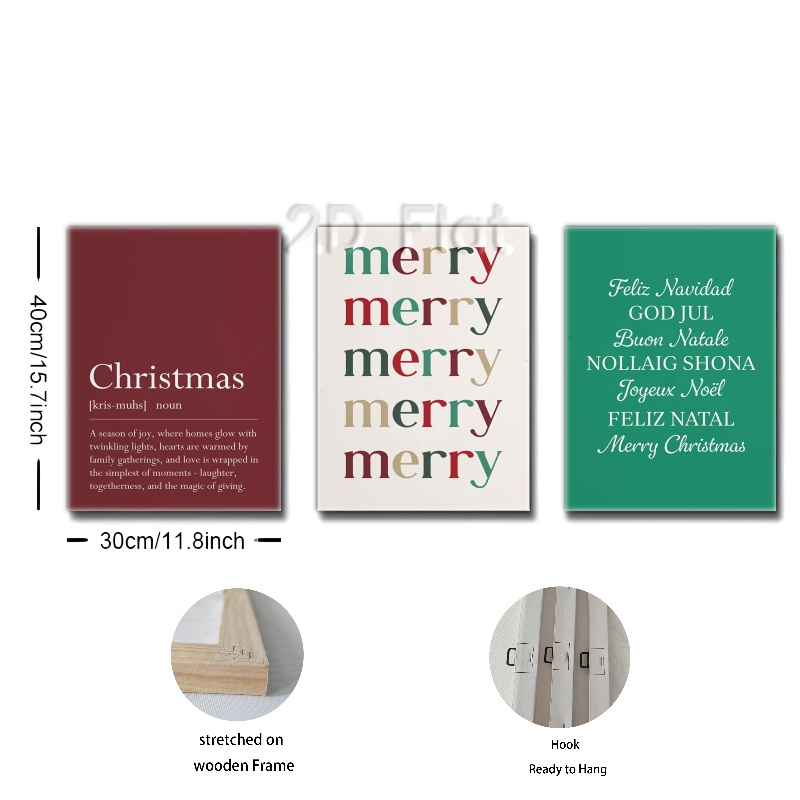 2D Flat
Christmas
[kris-muhs] noun
A season of joy, where homes glow with
twinkling lights, hearts are warmed by
family gatherings, and love is wrapped in
the simplest of moments - laughter,
togetherness, and the magic of giving.
merry
merry
merry
merry
merry
Feliz Navidad
GOD JUL
Buon Natale
NOLLAIG SHONA
Joyeux Noël
FELIZ NATAL
Merry Christmas
40cm/15.7inch
30cm/11.8inch
stretched on
wooden Frame
Hook
Ready to Hang